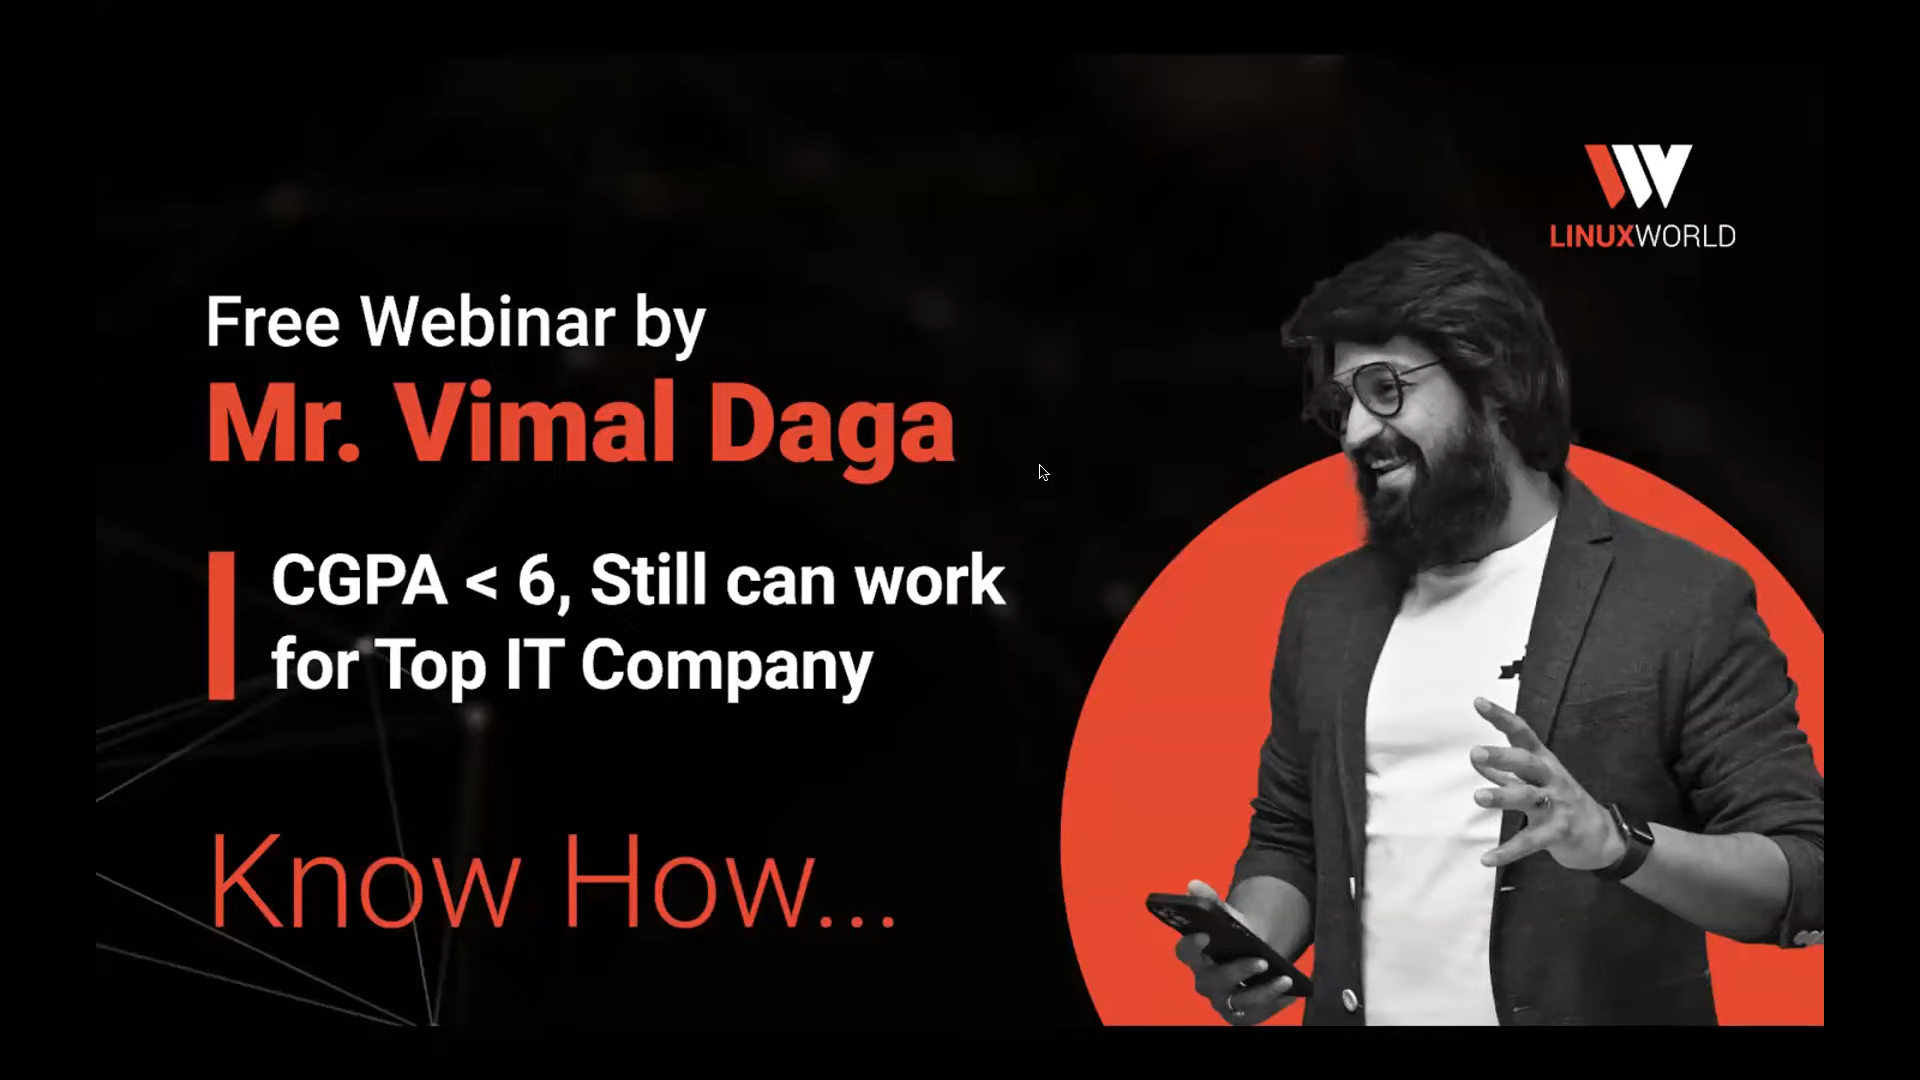 LINUXWORLD
Free Webinar by
Mr. Vimal Daga
CGPA < 6, Still can work
for Top IT Company
Know How...